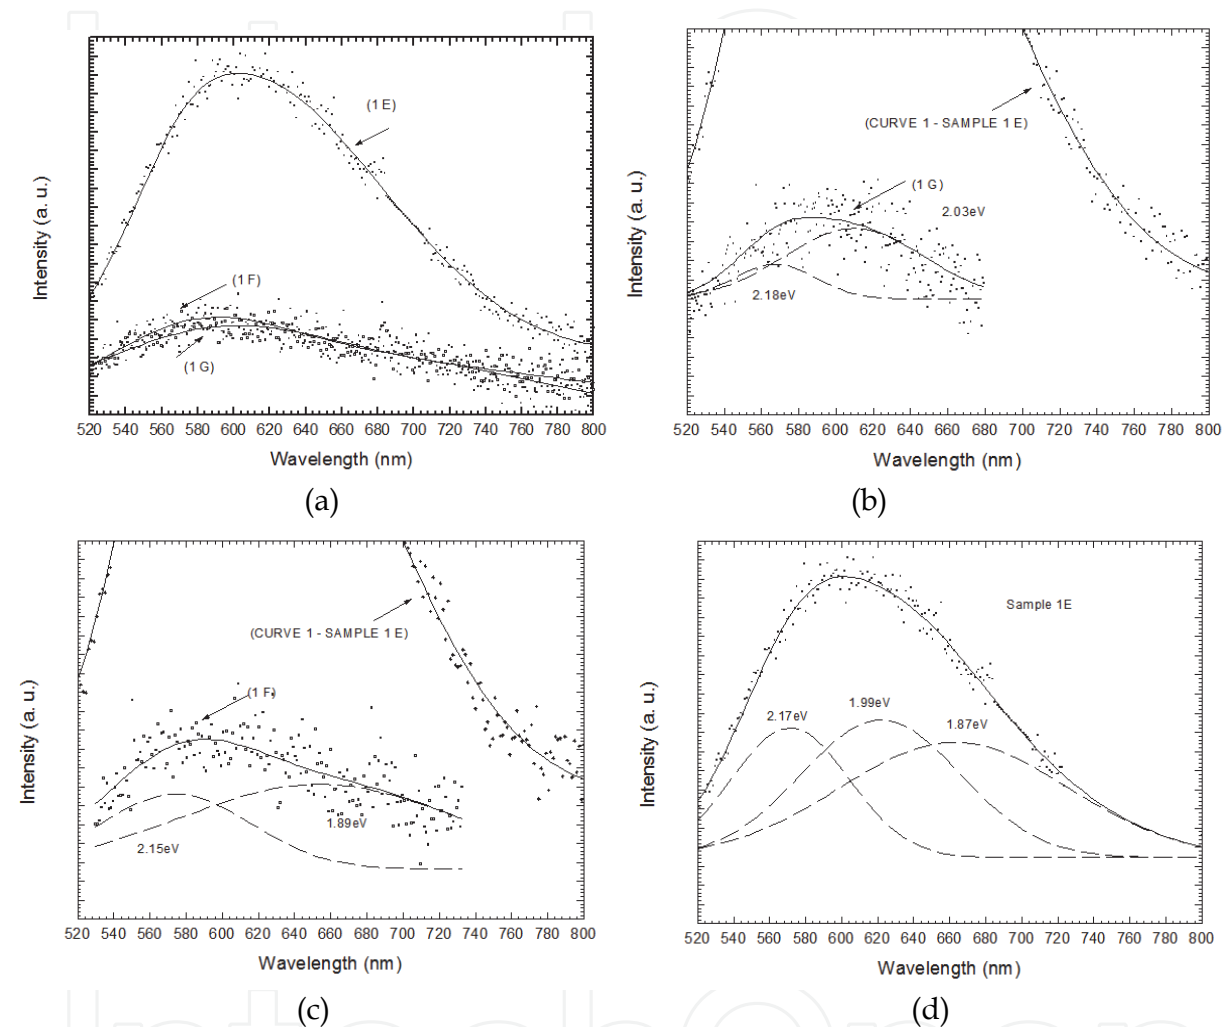 (1 E)
(1 F)
(1 G)
Intensity (a. u.)
520 540 560 580 600 620 640 660 680 700 720 740 760 780 800
Wavelength (nm)
(a)
(CURVE 1 - SAMPLE 1 E)
(1 G)
2.03eV
2.18eV
Intensity (a. u.)
520 540 560 580 600 620 640 660 680 700 720 740 760 780 800
Wavelength (nm)
(b)
(CURVE 1 - SAMPLE 1 E)
(1 F)
1.89eV
2.15eV
Intensity (a. u.)
520 540 560 580 600 620 640 660 680 700 720 740 760 780 800
Wavelength (nm)
(c)
Sample 1E
2.17eV
1.99eV
1.87eV
Intensity (a. u.)
520 540 560 580 600 620 640 660 680 700 720 740 760 780 800
Wavelength (nm)
(d)